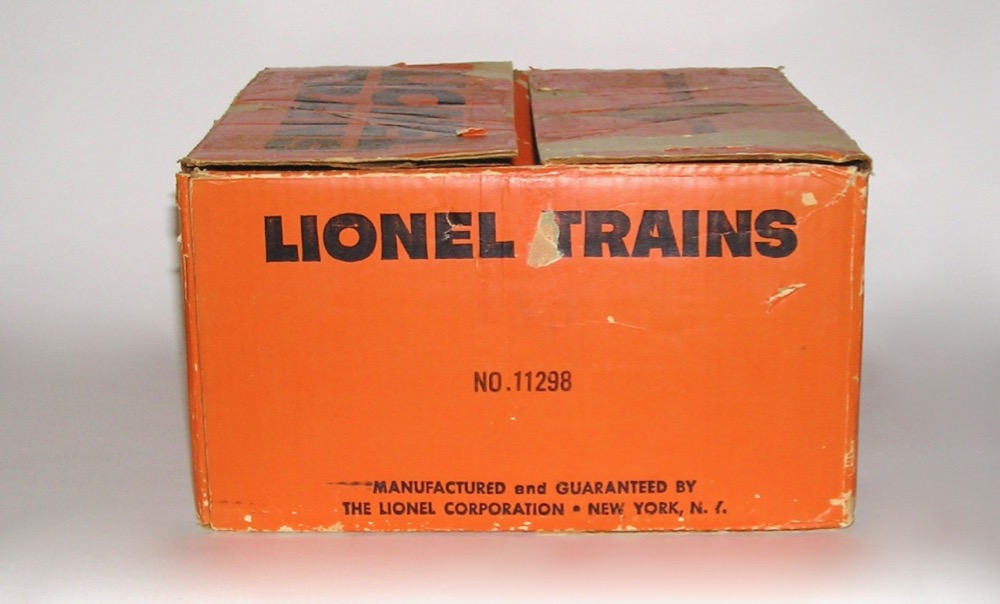 LIONEL TRAINS
NO.11298
MANUFACTURED and GUARANTEED BY
THE LIONEL CORPORATION • NEW YORK, N. Y.